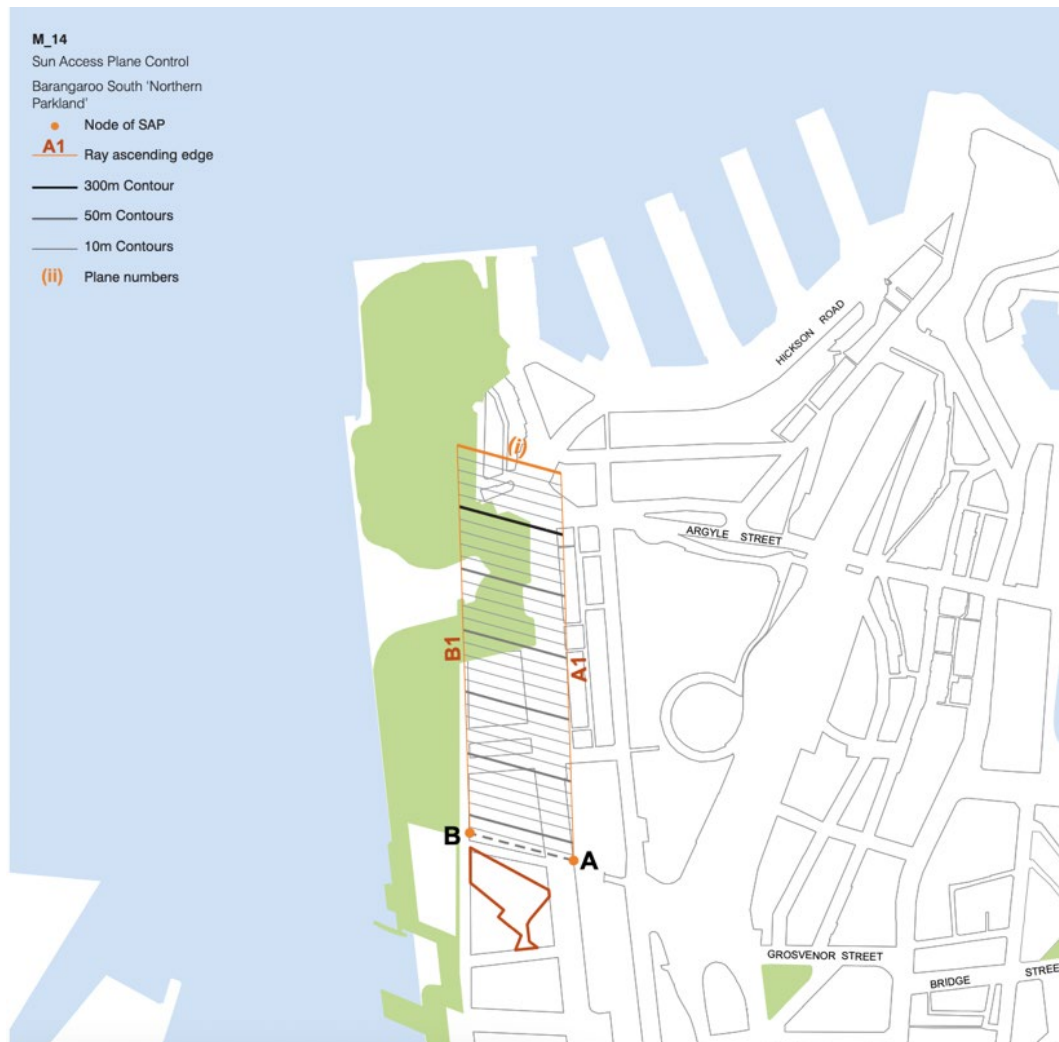 M_14
Sun Access Plane Control
Barangaroo South 'Northern
Parkland'
Node of SAP
A1
Ray ascending edge
300m Contour
50m Contours
10m Contours
(ii)
Plane numbers
HICKSON ROAD
(i)
ARGYLE STREET
B1
A1
B
A
GROSVENOR STREET
BRIDGE STREE